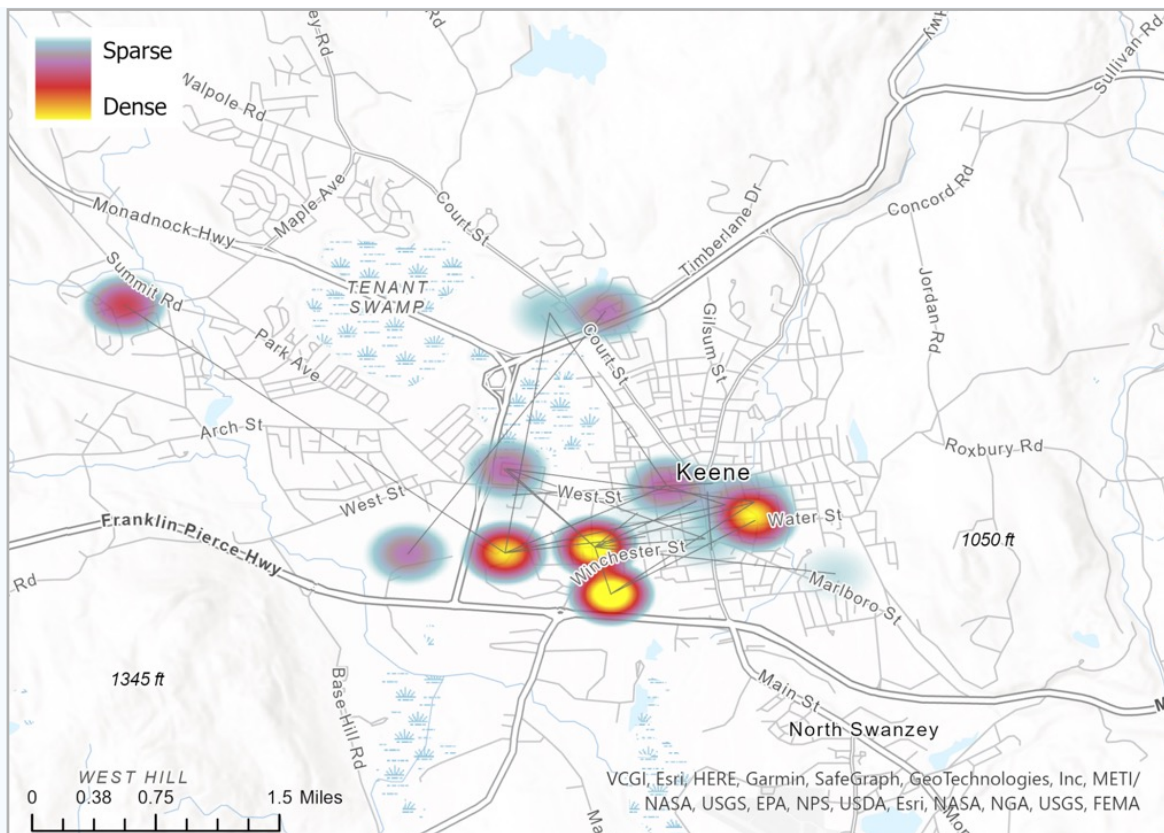 Sparse
Dense
ey Rd
Rd
Hwy
Sullivan Rd
Walpole Rd
Concord Rd
Maple Ave
Court St
Monadnock Hwy
Timberlane Dr
Summit Rd
TENANT
SWAMP
Jordan Rd
Gilsum St
Court St
Park Ave
Arch St
Roxbury Rd
Keene
West St
West St
Water St
Franklin Pierce Hwy
Winchester St
1050 ft
Rd
Marlboro St
1345 ft
Base Hill Rd
Main St
M
North Swanzey
WEST HILL
0 0.38 0.75 1.5 Miles
VCGI, Esri, HERE, Garmin, SafeGraph, GeoTechnologies, Inc, METI/
NASA, USGS, EPA, NPS, USDA, Esri, NASA, NGA, USGS, FEMA